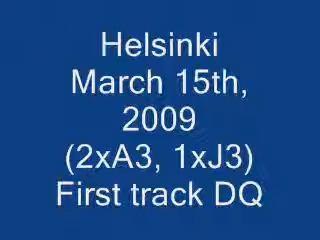 Helsinki
March 15th,
2009
(2xA3, 1xJ3)
First track DQ